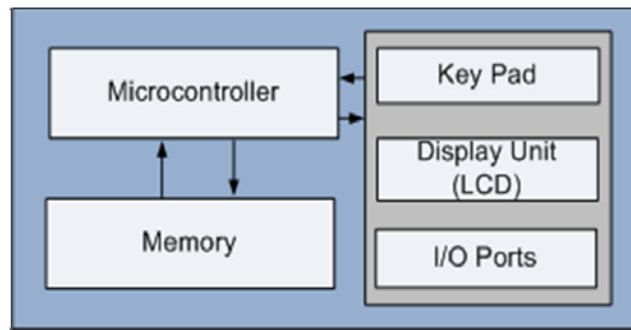 Microcontroller
Memory
Key Pad
Display Unit
(LCD)
I/O Ports